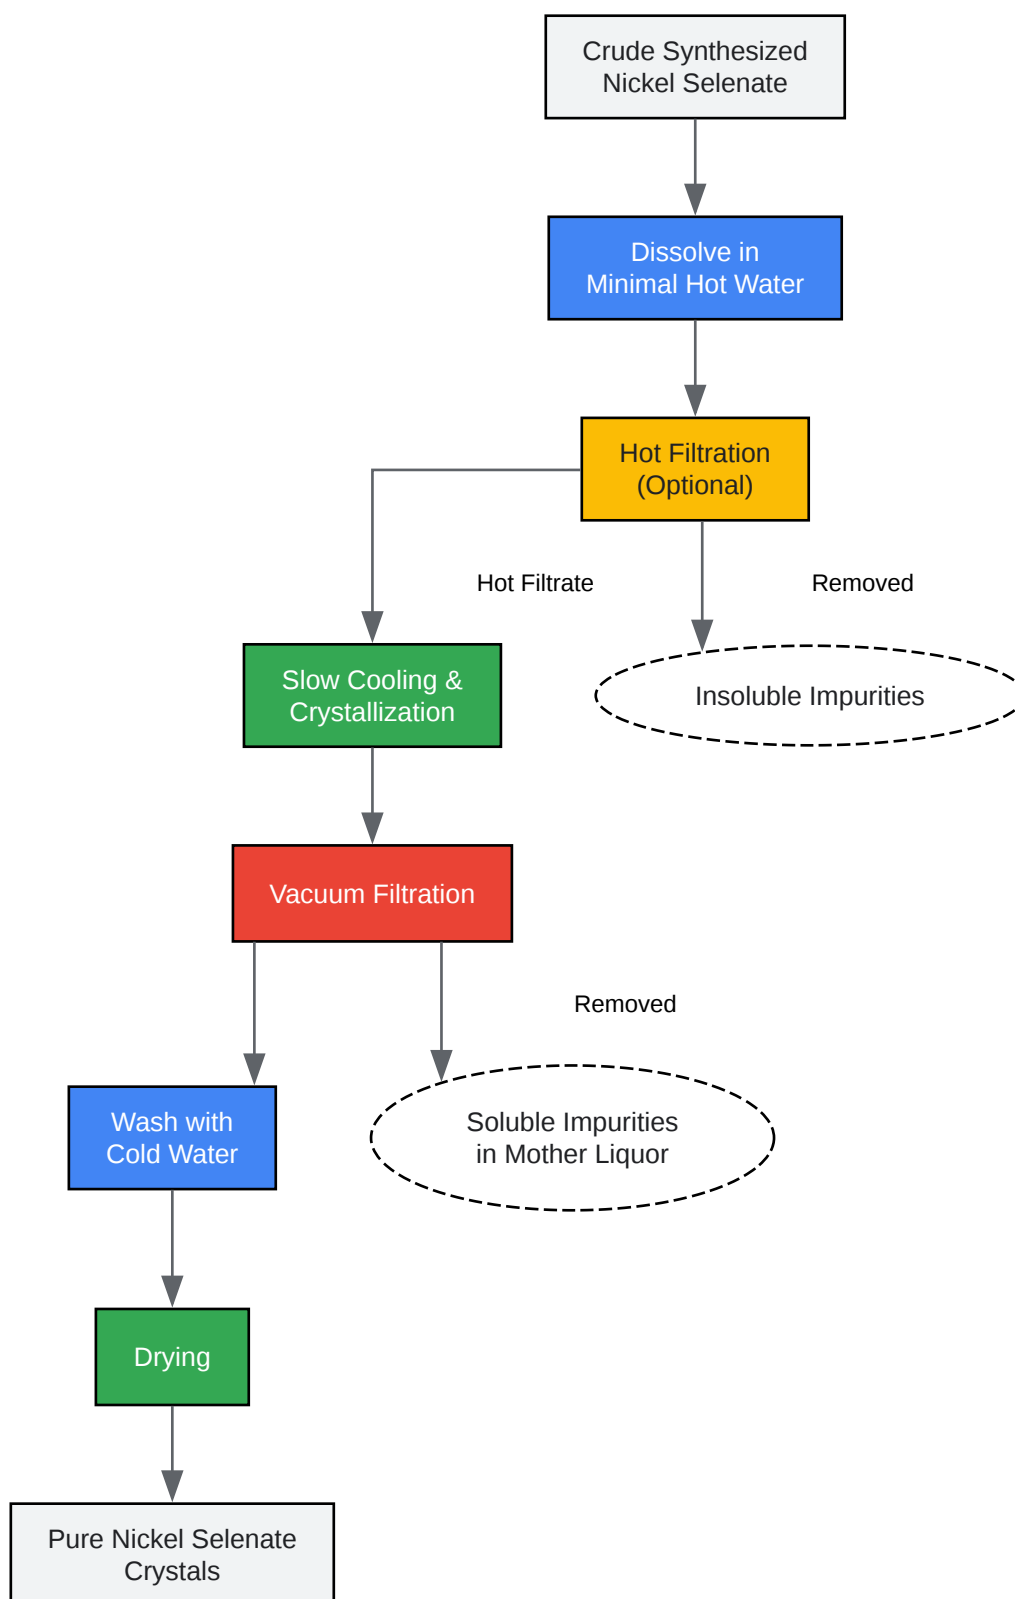 Crude Synthesized
Nickel Selenate
Dissolve in
Minimal Hot Water
Hot Filtration
(Optional)
Hot Filtrate
Removed
Slow Cooling &
Crystallization
Insoluble Impurities
Vacuum Filtration
Removed
Wash with
Cold Water
Soluble Impurities
in Mother Liquor
Drying
Pure Nickel Selenate
Crystals